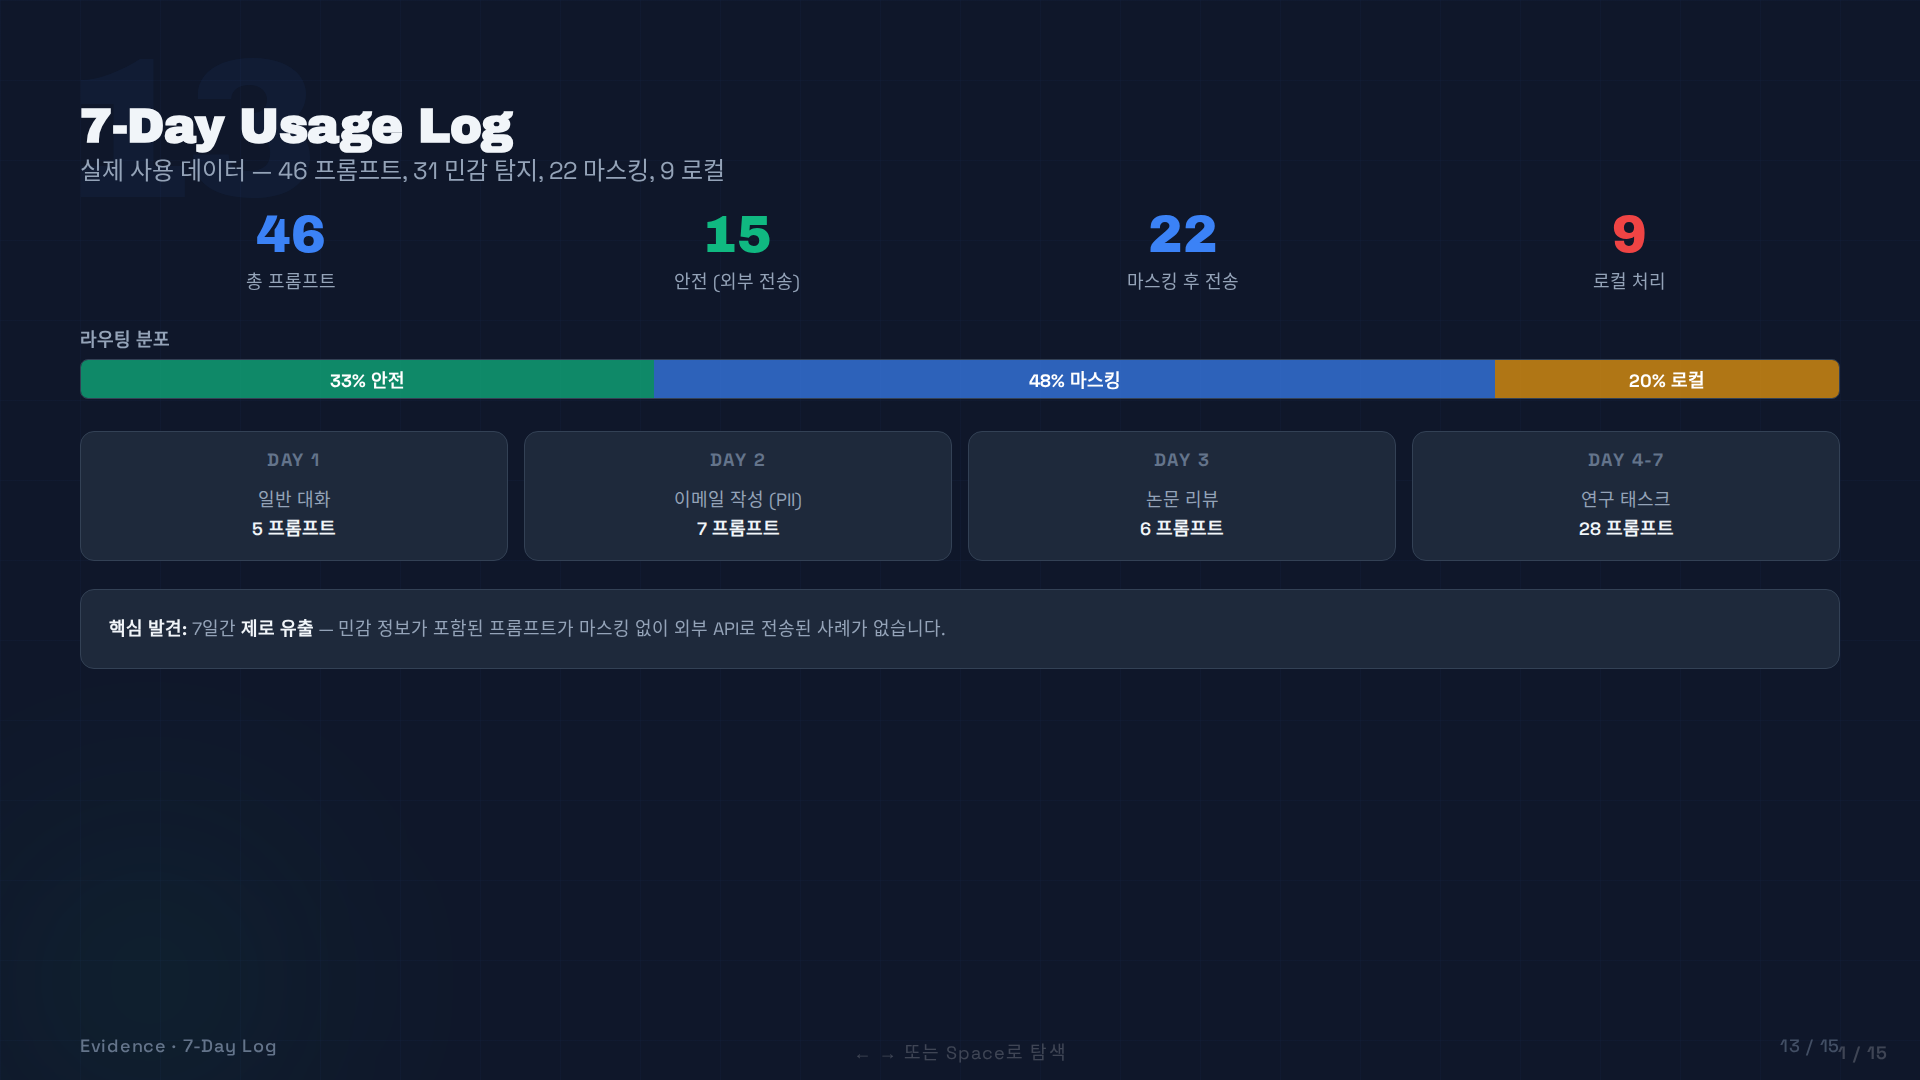 13
7-Day Usage Log
실제 사용 데이터 — 46 프롬프트, 31 민감 탐지, 22 마스킹, 9 로컬
46
총 프롬프트
15
안전 (외부 전송)
22
마스킹 후 전송
9
로컬 처리
라우팅 분포
33% 안전
48% 마스킹
20% 로컬
DAY 1
일반 대화
5 프롬프트
DAY 2
이메일 작성 (PII)
7 프롬프트
DAY 3
논문 리뷰
6 프롬프트
DAY 4-7
연구 태스크
28 프롬프트
핵심 발견: 7일간 제로 유출 — 민감 정보가 포함된 프롬프트가 마스킹 없이 외부 API로 전송된 사례가 없습니다.
Evidence · 7-Day Log
← → 또는 Space로 탐색
13 / 15
1 / 15